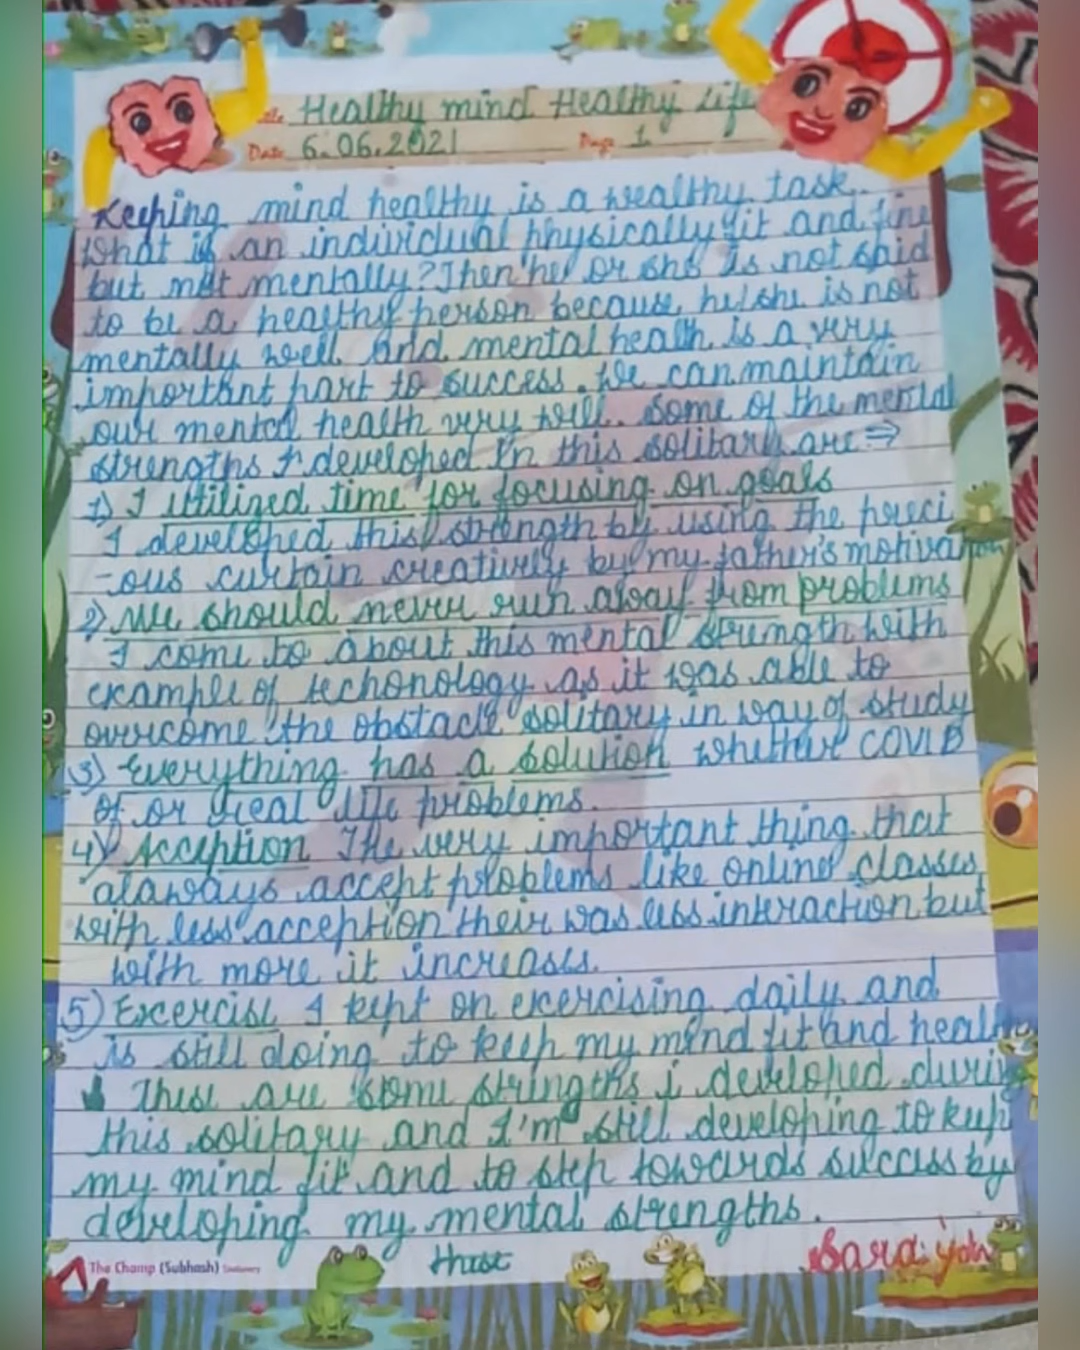 Title Healthy mind Healthy Life
Date 6.06.2021 Page 1
Keeping mind healthy is a wealthy task.
What if an individual physically fit and fine
but not mentally? Then he or she is not said
to be a healthy person because he/she is not
mentally well and mental health is a very
important part to success. We can maintain
our mental health very well. Some of the mental
strengths I developed in this solitary are ⇒
1) I utilized time for focusing on goals
I developed this strength by using the preci
-ous curtain creatively by my father's motivation
2) We should never run away from problems
I come to about this mental strength with
example of techonology as it was able to
overcome the obstacle solitary in way of study
3) Everything has a solution whether COVID
of or real life problems.
4) Acception The very important thing that
alaways accept problems like online classes
with less acception their was less interaction but
with more it increases.
5) Excercise I kept on excercising daily and
is still doing to keep my mind fit and healthy
These are some strengths i developed during
this solitary and I'm still developing to keep
my mind fit and to step towards success by
developing my mental strengths.
The Champ (Subhash) Stationery
Sara